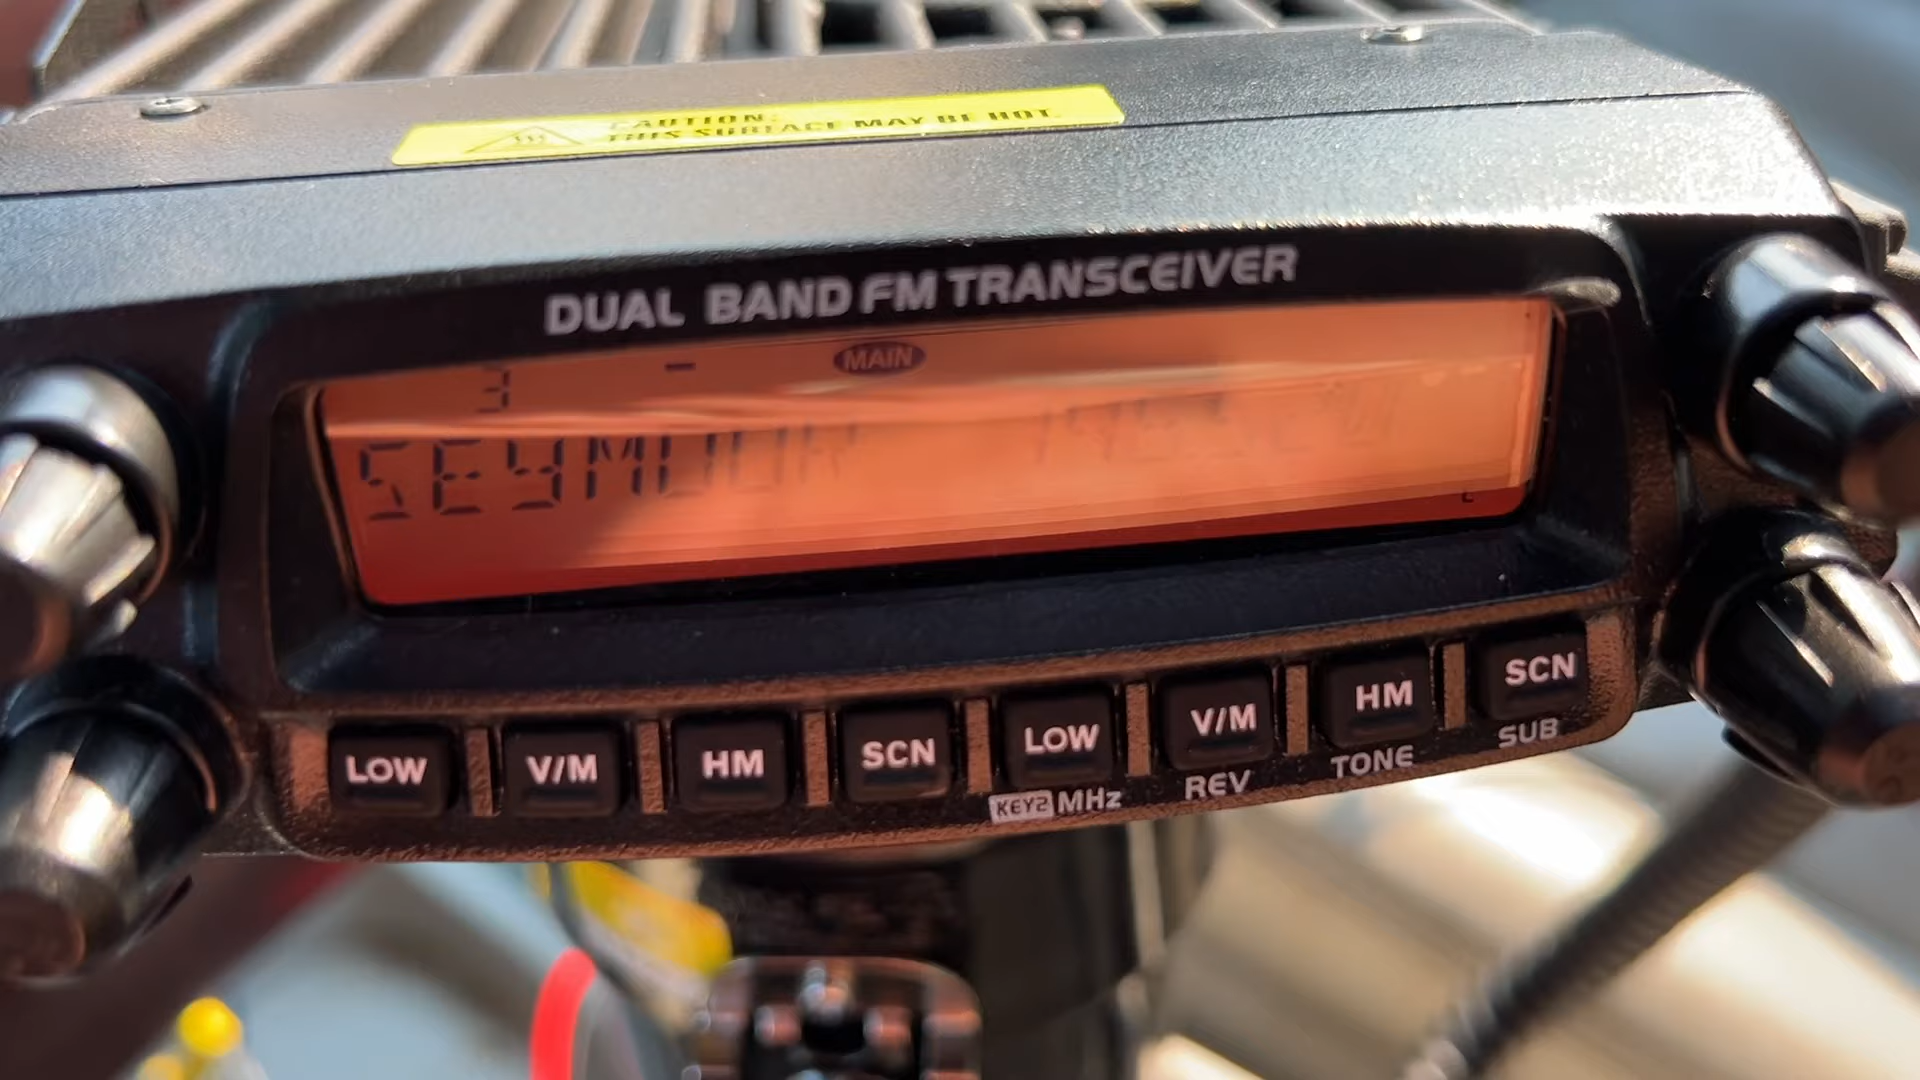 CAUTION:
THIS SURFACE MAY BE HOT
DUAL BAND FM TRANSCEIVER
3 - MAIN
SEYMOUR
LOW V/M HM SCN LOW V/M HM SCN
KEY2 MHz REV TONE SUB